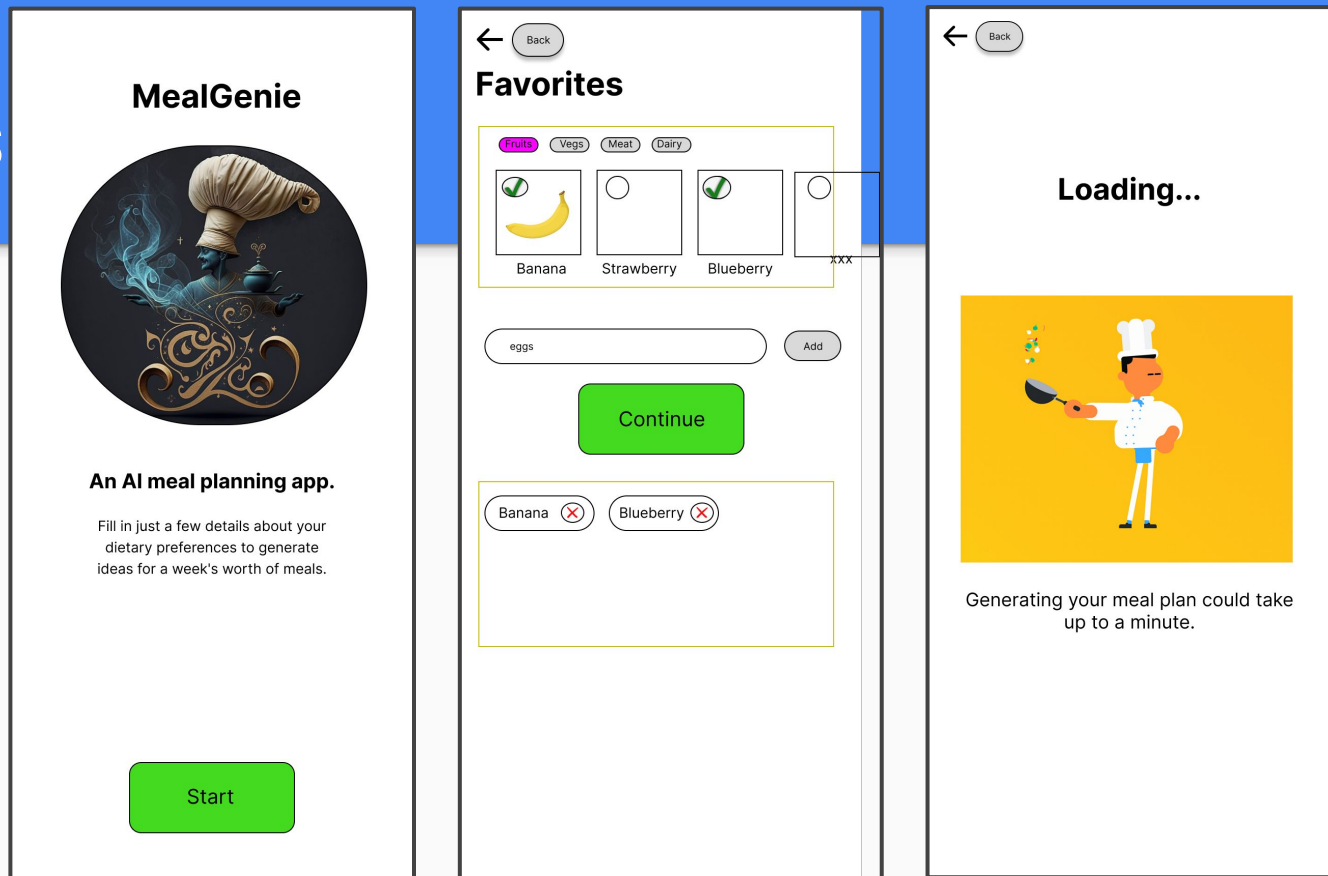 MealGenie
An AI meal planning app.
Fill in just a few details about your
dietary preferences to generate
ideas for a week's worth of meals.
Start
Back
Favorites
Fruits Vegs Meat Dairy
Banana Strawberry Blueberry xxx
eggs Add
Continue
Banana Blueberry
Back
Loading...
Generating your meal plan could take
up to a minute.